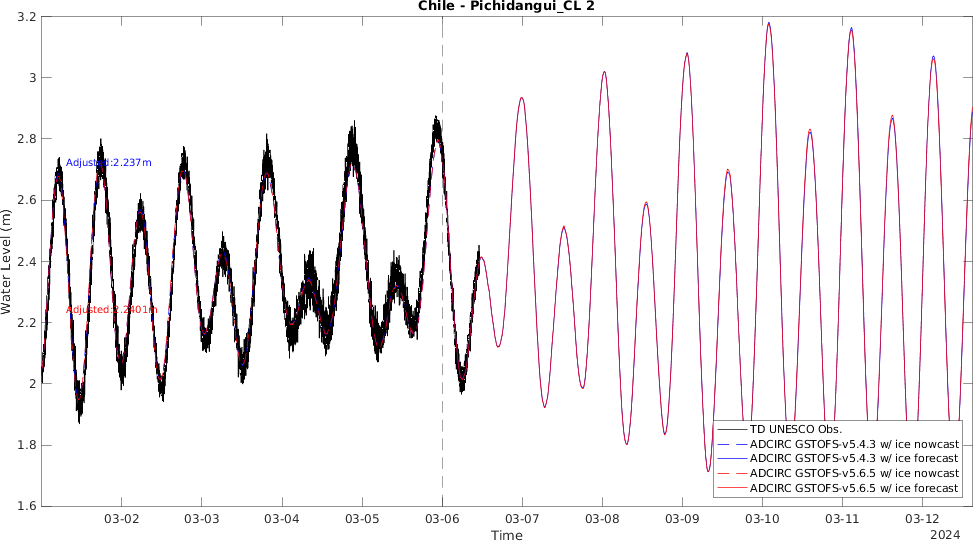 Chile - Pichidangui_CL 2
3.2
3
2.8
2.6
2.4
2.2
2
1.8
1.6
Water Level (m)
Adjusted:2.237m
Adjusted:2.2401m
TD UNESCO Obs.
ADCIRC GSTOFS-v5.4.3 w/ ice nowcast
ADCIRC GSTOFS-v5.4.3 w/ ice forecast
ADCIRC GSTOFS-v5.6.5 w/ ice nowcast
ADCIRC GSTOFS-v5.6.5 w/ ice forecast
03-02 03-03 03-04 03-05 03-06 03-07 03-08 03-09 03-10 03-11 03-12
Time 2024